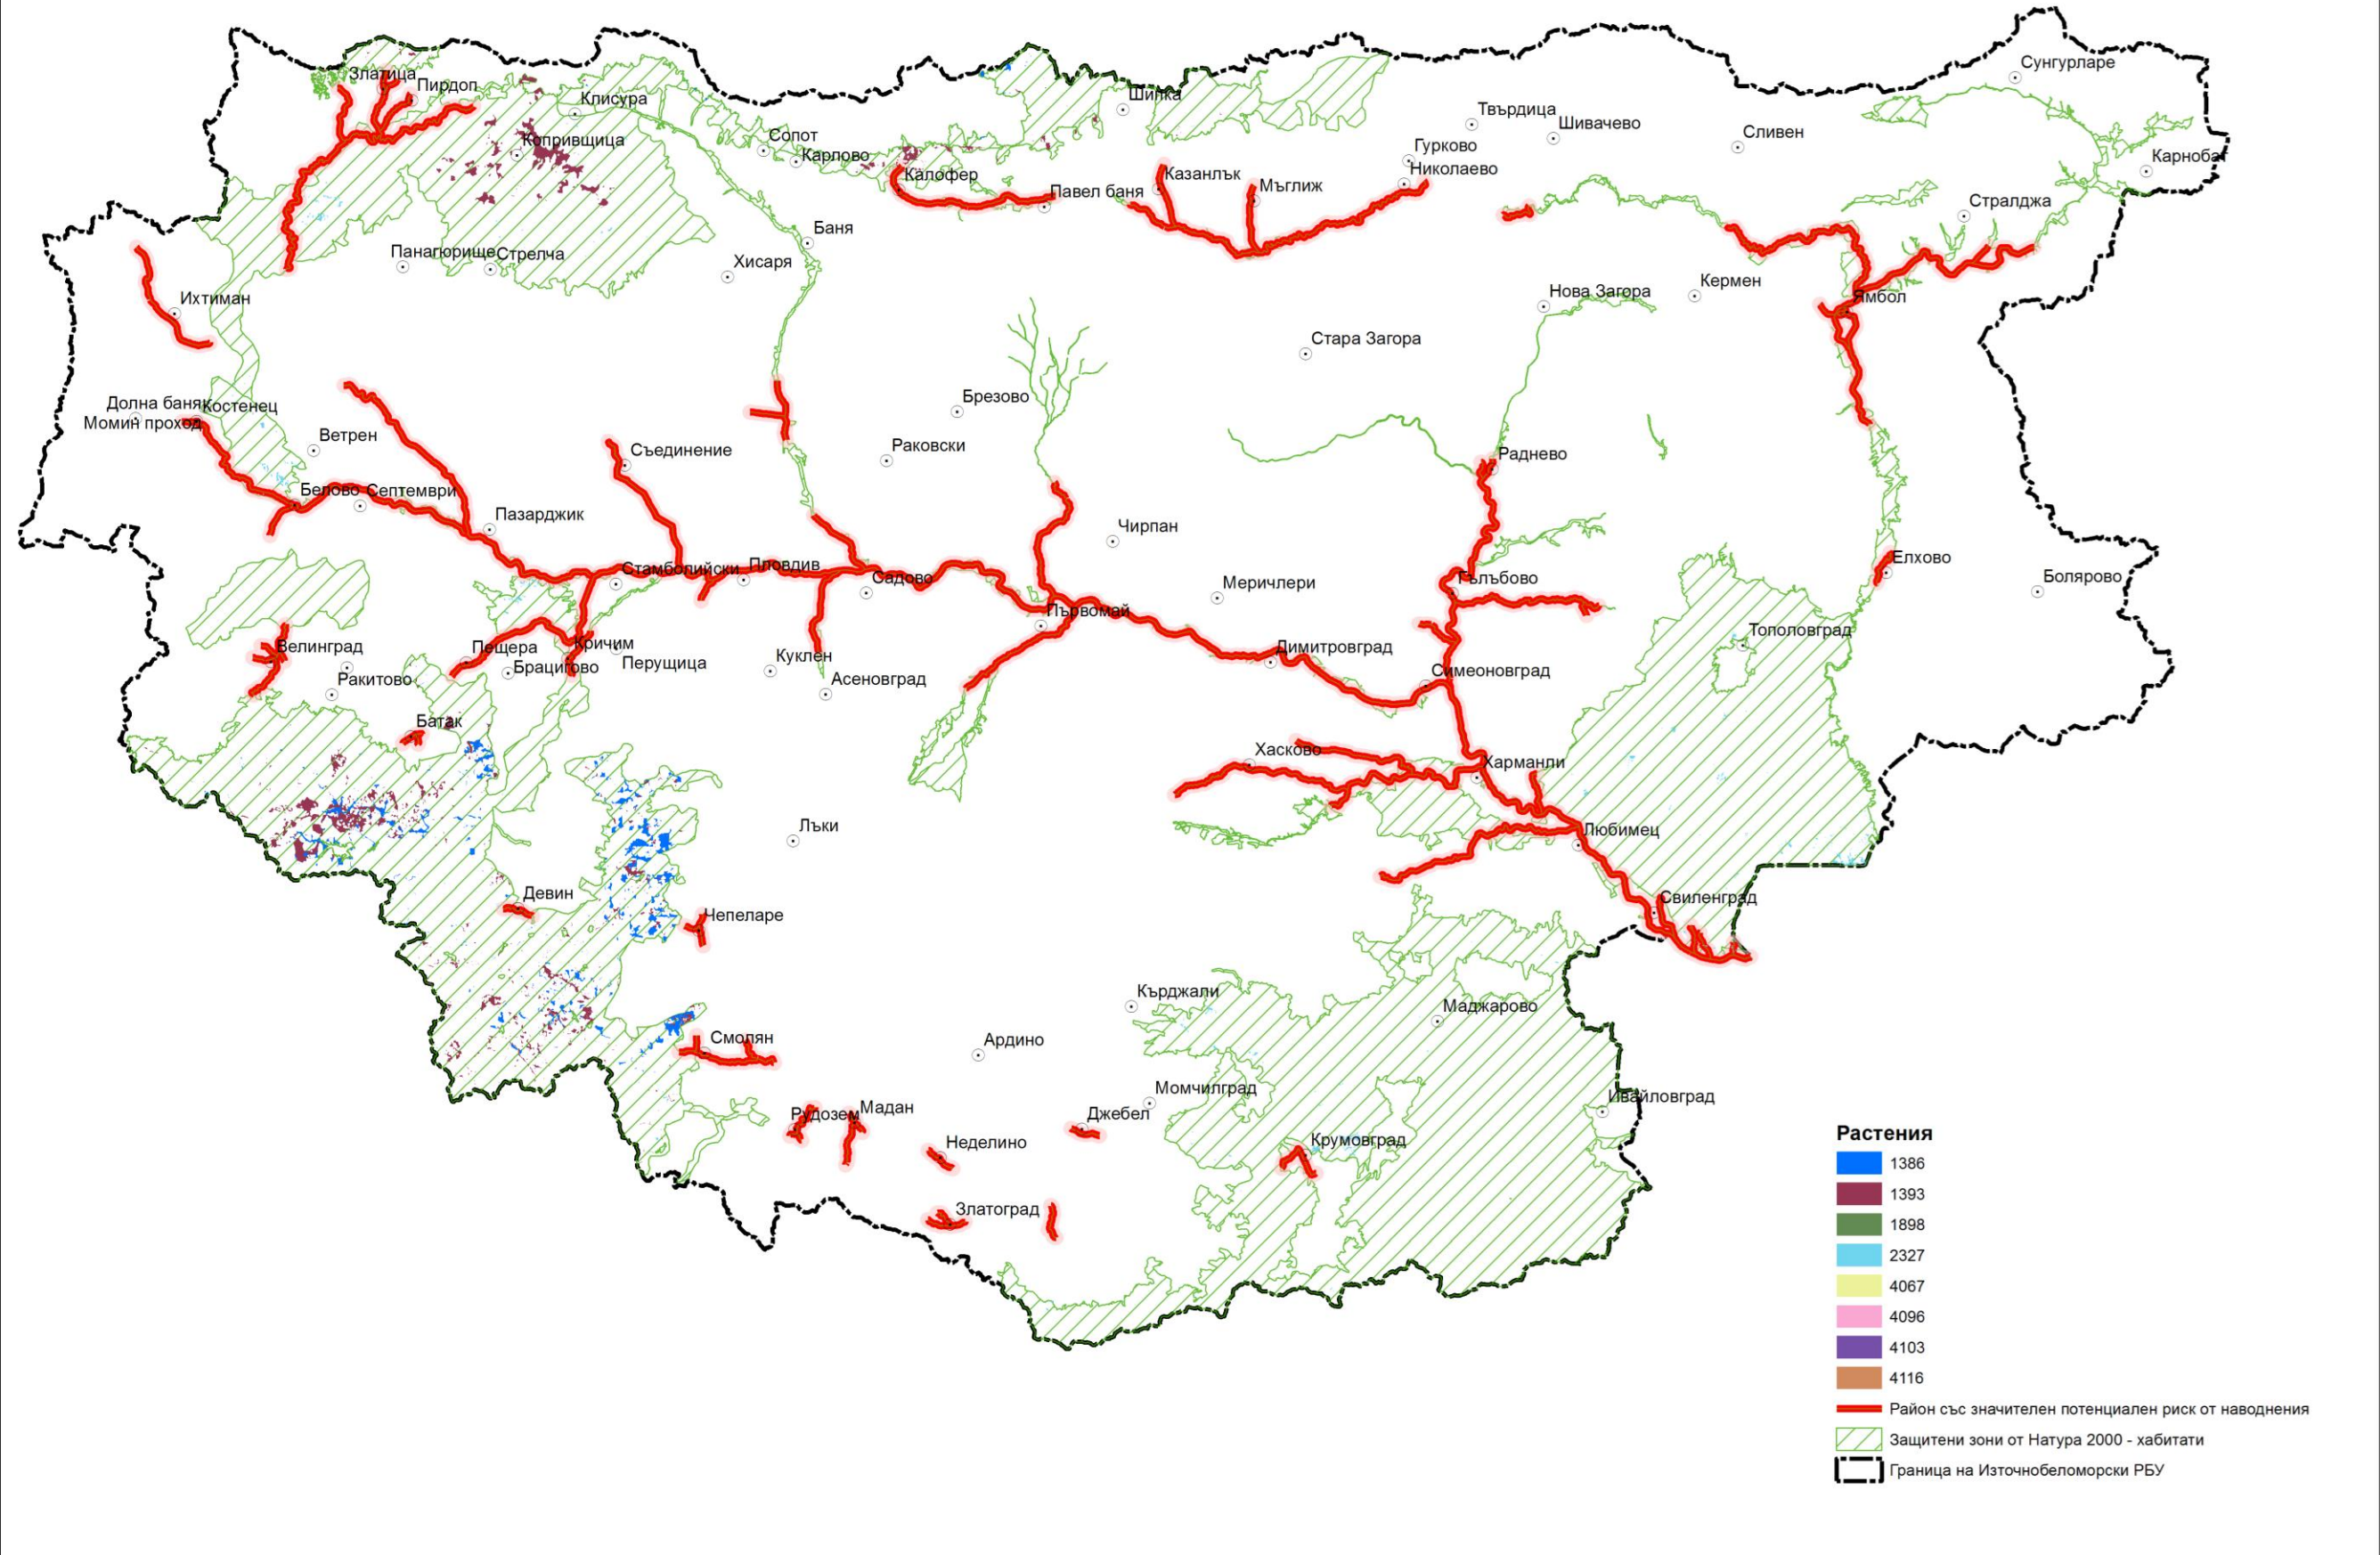 Сунгурларе
Златица
Пирдоп
Клисура
Шипка
Твърдица
Шивачево
Сливен
Копривщица
Сопот
Карлово
Гурково
Николаево
Карнобат
Калофер
Павел баня
Казанлък
Мъглиж
Стралджа
Баня
Панагюрище
Стрелча
Хисаря
Ихтиман
Нова Загора
Кермен
Ямбол
Стара Загора
Долна баня
Костенец
Момин проход
Брезово
Ветрен
Съединение
Раковски
Раднево
Белово
Септември
Пазарджик
Чирпан
Стамболийски
Пловдив
Садово
Меричлери
Гълъбово
Елхово
Болярово
Първомай
Тополовград
Велинград
Пещера
Кричим
Брацигово
Перущица
Куклен
Димитровград
Ракитово
Асеновград
Симеоновград
Батак
Хасково
Харманли
Лъки
Любимец
Девин
Чепеларе
Свиленград
Кърджали
Маджарово
Смолян
Ардино
Момчилград
Ивайловград
Рудозем
Мадан
Джебел
Неделино
Крумовград
Златоград
Растения
1386
1393
1898
2327
4067
4096
4103
4116
Район със значителен потенциален риск от наводнения
Защитени зони от Натура 2000 - хабитати
Граница на Източнобеломорски РБУ